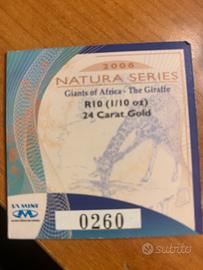 2006
NATURA SERIES
Giants of Africa - The Giraffe
R10 (1/10 oz)
24 Carat Gold
SA MINT
0260
subito